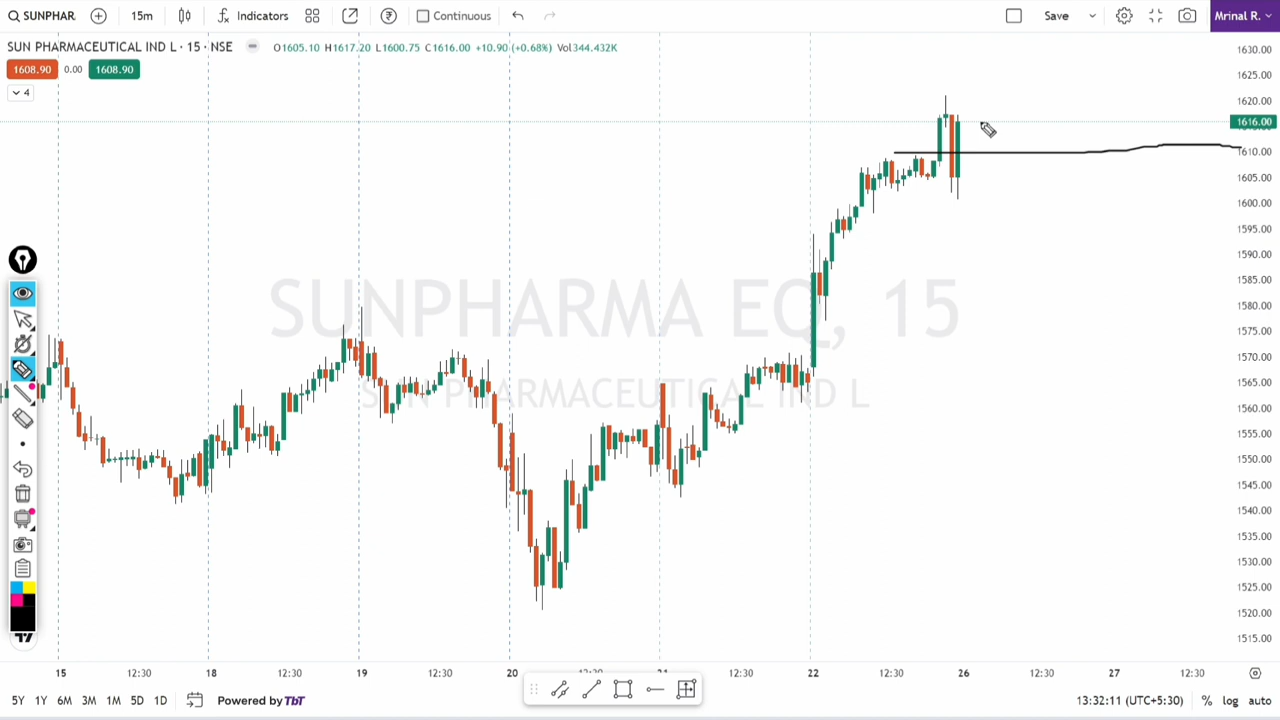 SUNPHAR
15m
Indicators
Continuous
Save
Mrinal R.
SUN PHARMACEUTICAL IND L · 15 · NSE
O1605.10 H1617.20 L1600.75 C1616.00 +10.90 (+0.68%) Vol344.432K
1608.90 0.00 1608.90
4
SUNPHARMA EQ, 15
SUN PHARMACEUTICAL IND L
1630.00
1625.00
1620.00
1616.00
1610.00
1605.00
1600.00
1595.00
1590.00
1585.00
1580.00
1575.00
1570.00
1565.00
1560.00
1555.00
1550.00
1545.00
1540.00
1535.00
1530.00
1525.00
1520.00
1515.00
15 12:30 18 12:30 19 12:30 20 12:30 21 12:30 22 12:30 26 12:30 27 12:30
5Y 1Y 6M 3M 1M 5D 1D
Powered by TbT
13:32:11 (UTC+5:30) % log auto